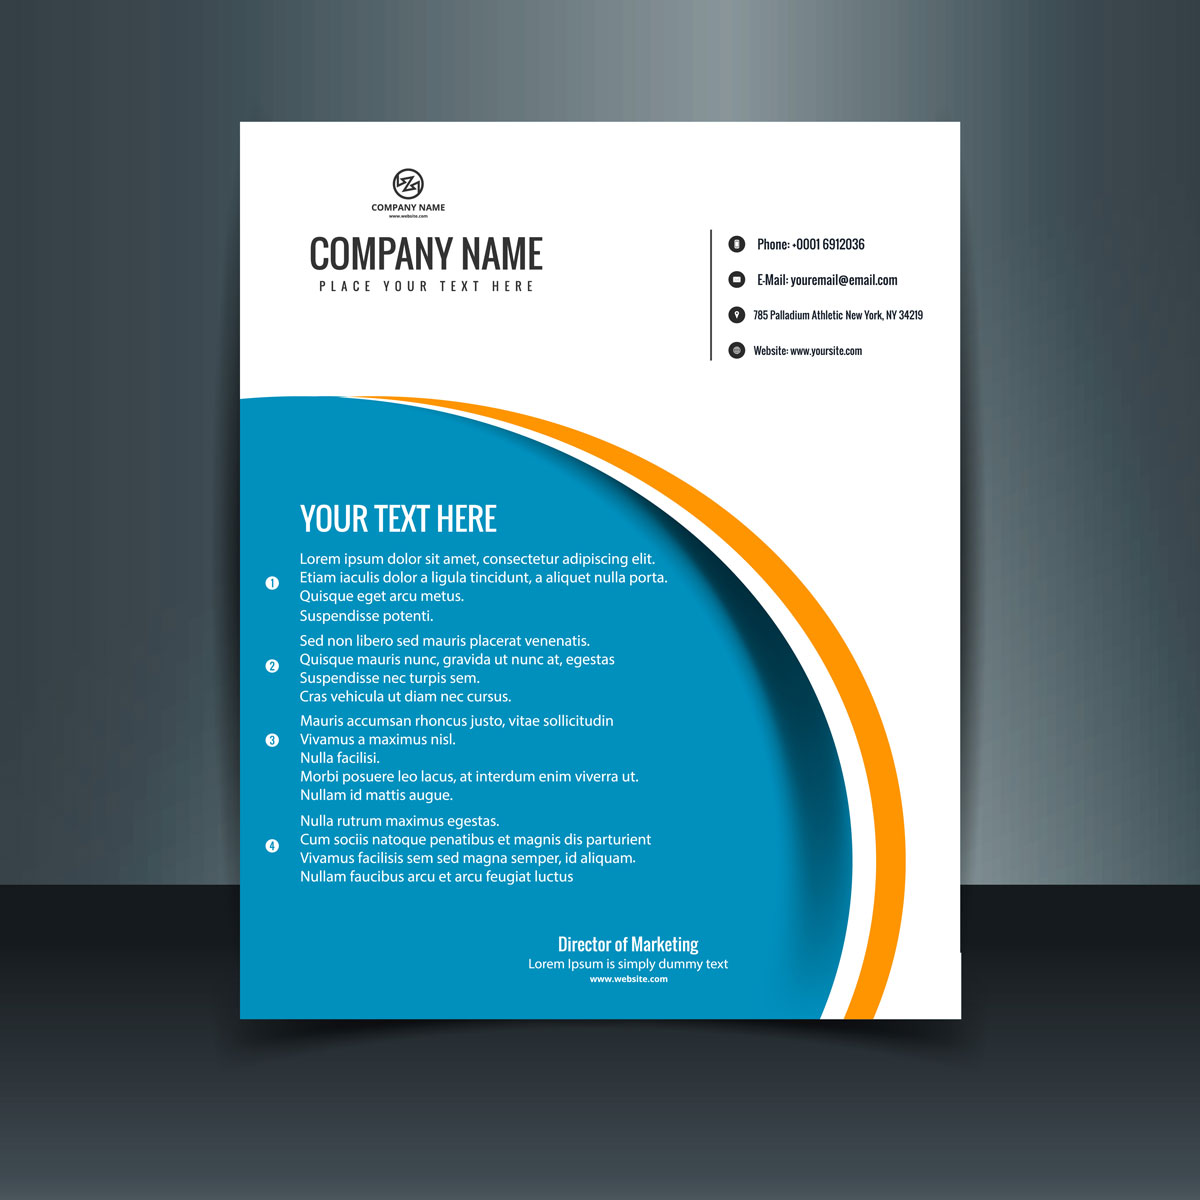 COMPANY NAME
www.website.com
COMPANY NAME
PLACE YOUR TEXT HERE
Phone: +0001 6912036
E-Mail: youremail@email.com
785 Palladium Athletic New York, NY 34219
Website: www.yoursite.com
YOUR TEXT HERE
1
Lorem ipsum dolor sit amet, consectetur adipiscing elit.
Etiam iaculis dolor a ligula tincidunt, a aliquet nulla porta.
Quisque eget arcu metus.
Suspendisse potenti.
2
Sed non libero sed mauris placerat venenatis.
Quisque mauris nunc, gravida ut nunc at, egestas
Suspendisse nec turpis sem.
Cras vehicula ut diam nec cursus.
3
Mauris accumsan rhoncus justo, vitae sollicitudin
Vivamus a maximus nisl.
Nulla facilisi.
Morbi posuere leo lacus, at interdum enim viverra ut.
Nullam id mattis augue.
4
Nulla rutrum maximus egestas.
Cum sociis natoque penatibus et magnis dis parturient
Vivamus facilisis sem sed magna semper, id aliquam.
Nullam faucibus arcu et arcu feugiat luctus
Director of Marketing
Lorem Ipsum is simply dummy text
www.website.com